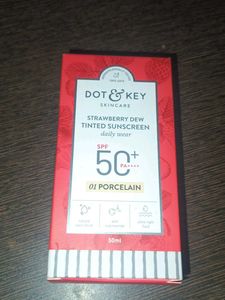 DOT & KEY
SKINCARE
STRAWBERRY DEW
TINTED SUNSCREEN
daily wear
SPF
50+
PA++++
01 PORCELAIN
50ml